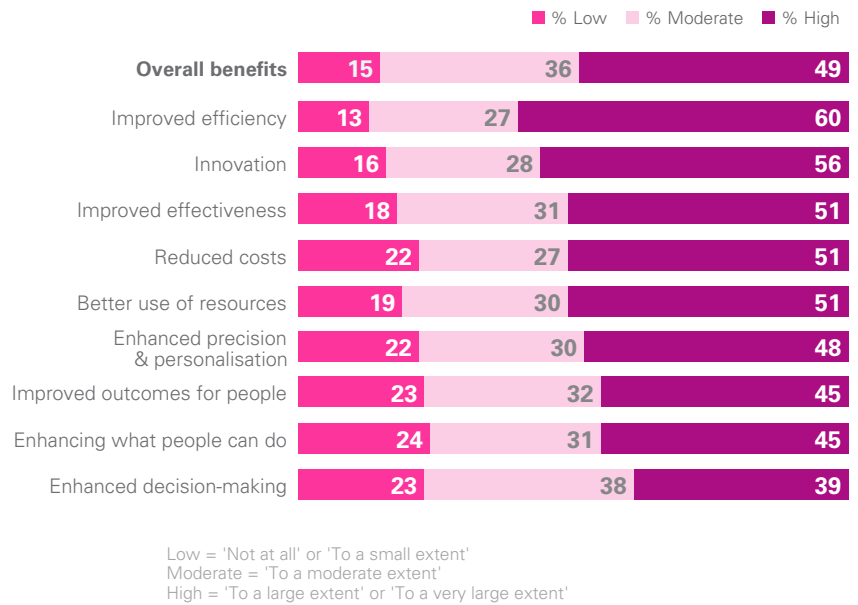 % Low % Moderate % High
Overall benefits 15 36 49
Improved efficiency 13 27 60
Innovation 16 28 56
Improved effectiveness 18 31 51
Reduced costs 22 27 51
Better use of resources 19 30 51
Enhanced precision
& personalisation 22 30 48
Improved outcomes for people 23 32 45
Enhancing what people can do 24 31 45
Enhanced decision-making 23 38 39
Low = 'Not at all' or 'To a small extent'
Moderate = 'To a moderate extent'
High = 'To a large extent' or 'To a very large extent'